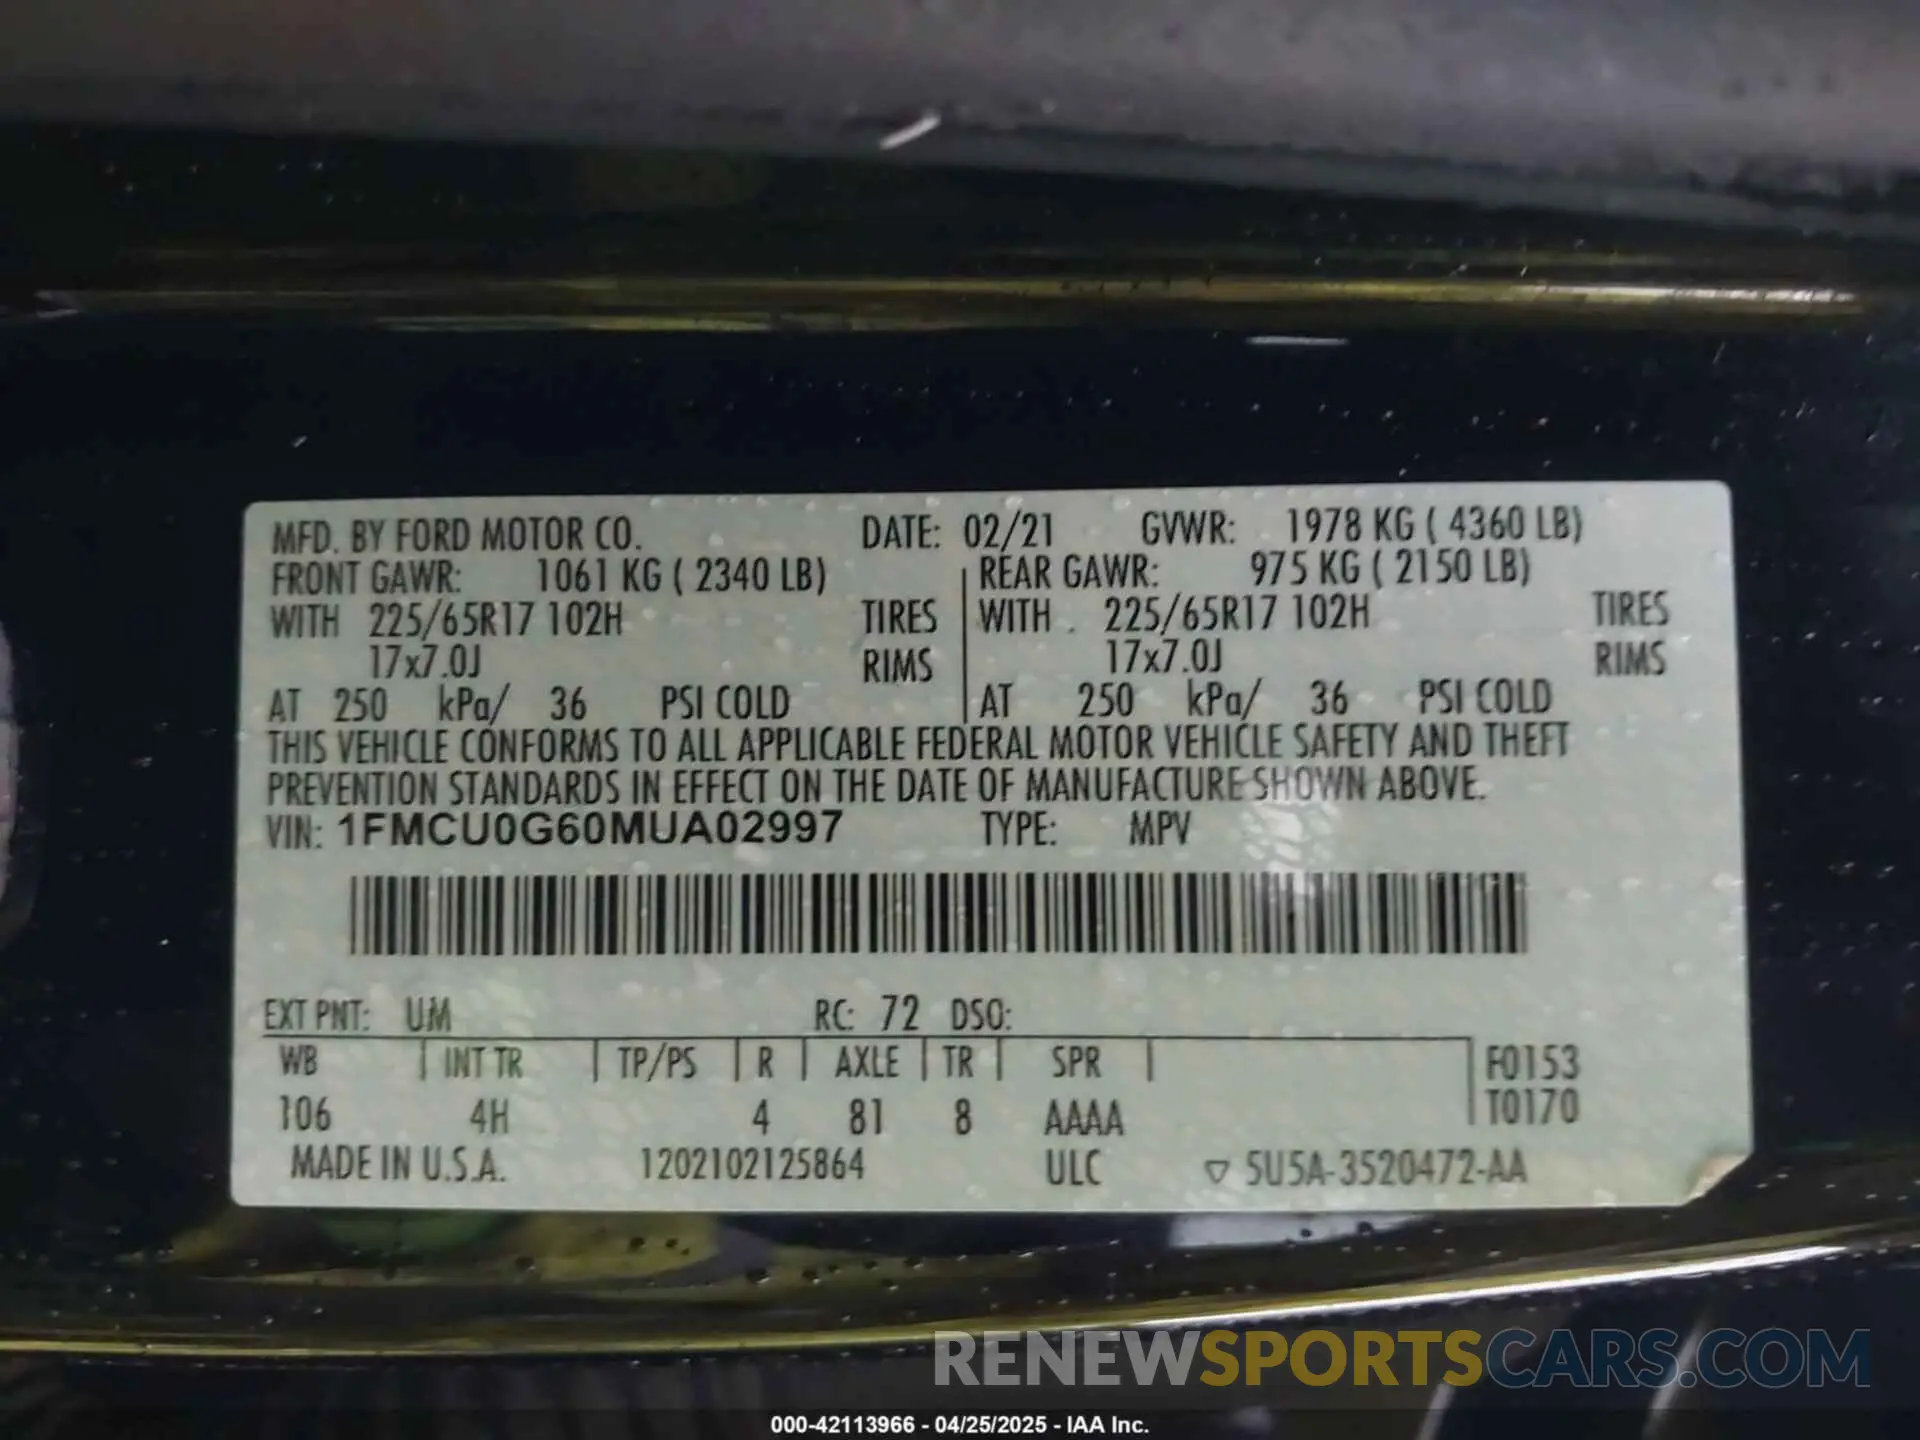 MFD. BY FORD MOTOR CO. DATE: 02/21 GVWR: 1978 KG ( 4360 LB)
FRONT GAWR: 1061 KG ( 2340 LB) REAR GAWR: 975 KG ( 2150 LB)
WITH 225/65R17 102H TIRES WITH 225/65R17 102H TIRES
17x7.0J RIMS 17x7.0J RIMS
AT 250 kPa/ 36 PSI COLD AT 250 kPa/ 36 PSI COLD
THIS VEHICLE CONFORMS TO ALL APPLICABLE FEDERAL MOTOR VEHICLE SAFETY AND THEFT
PREVENTION STANDARDS IN EFFECT ON THE DATE OF MANUFACTURE SHOWN ABOVE.
VIN: 1FMCU0G60MUA02997 TYPE: MPV
EXT PNT: UM RC: 72 DSO:
WB INT TR TP/PS R AXLE TR SPR F0153
106 4H 4 81 8 AAAA T0170
MADE IN U.S.A. 1202102125864 ULC ▽ 5U5A-3520472-AA
RENEWSPORTSCARS.COM
000-42113966 - 04/25/2025 - IAA Inc.